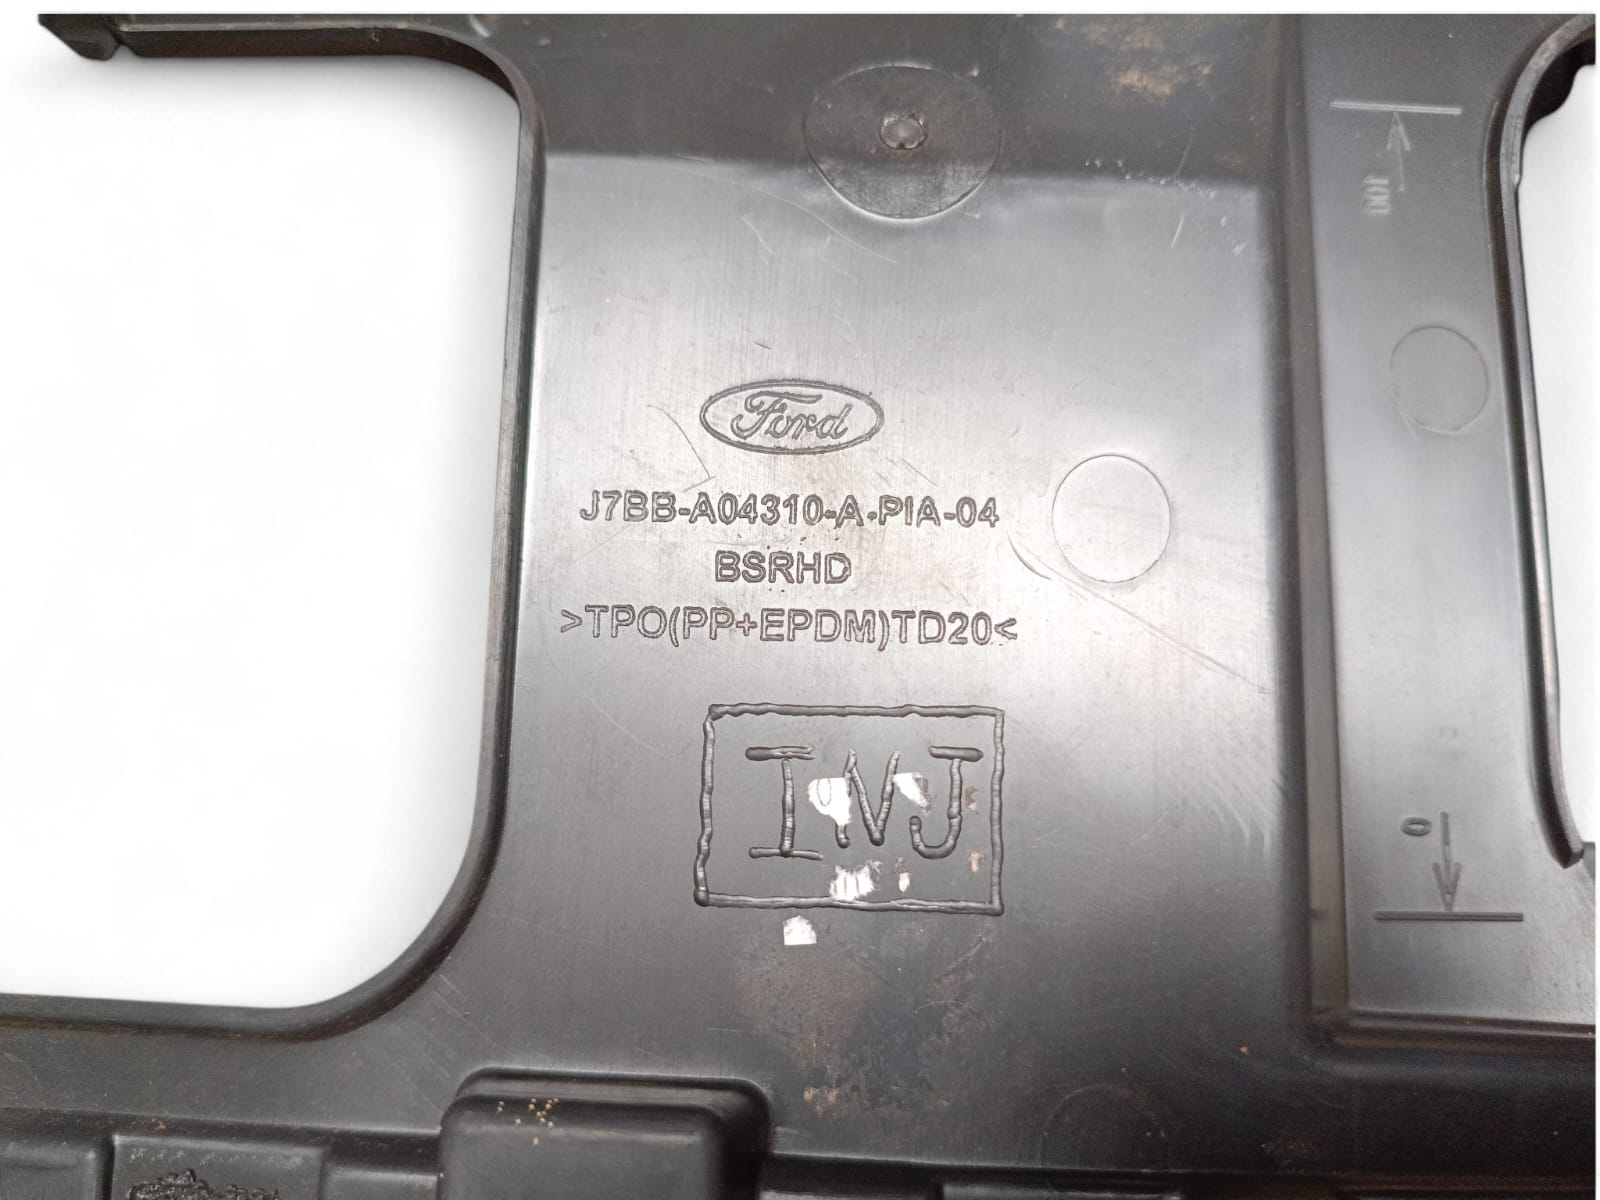 100
Ford
J7BB-A04310-A-PIA-04
BSRHD
>TPO(PP+EPDM)TD20<
IMJ
0